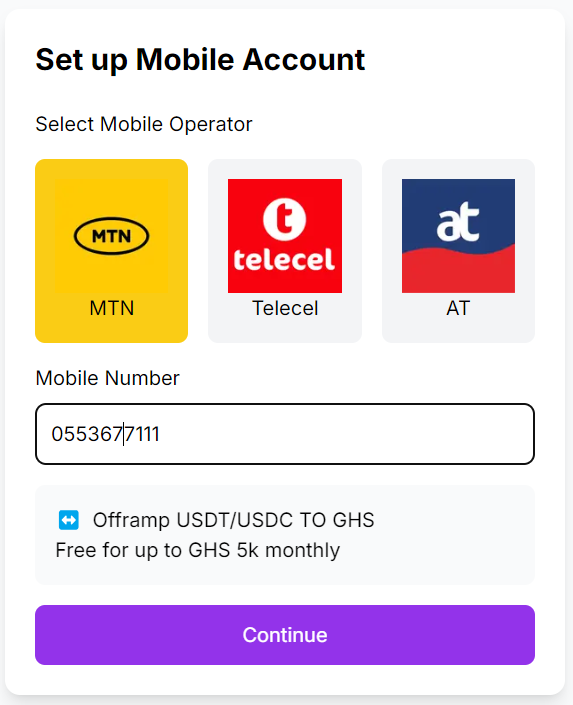 Set up Mobile Account
Select Mobile Operator
MTN
telecel
at
MTN
Telecel
AT
Mobile Number
0553677111
Offramp USDT/USDC TO GHS
Free for up to GHS 5k monthly
Continue